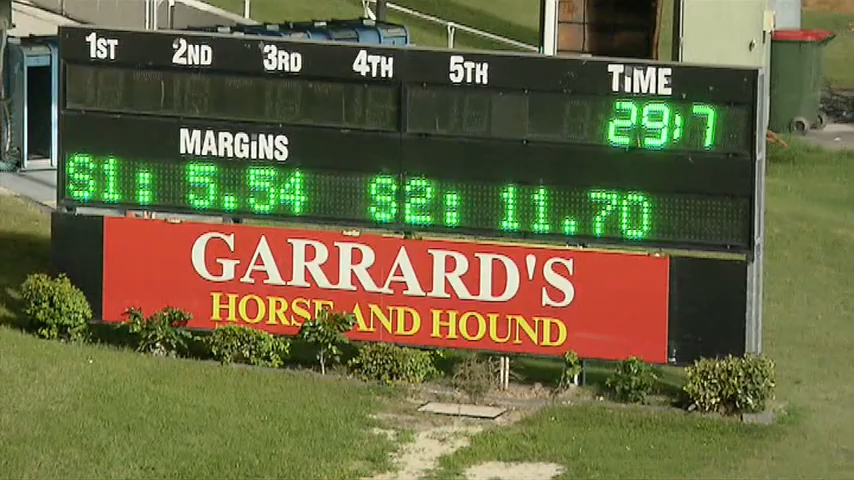 1ST 2ND 3RD 4TH 5TH TIME
29:7
MARGINS
S1: 5.54 S2: 11.70
GARRARD'S
HORSE AND HOUND